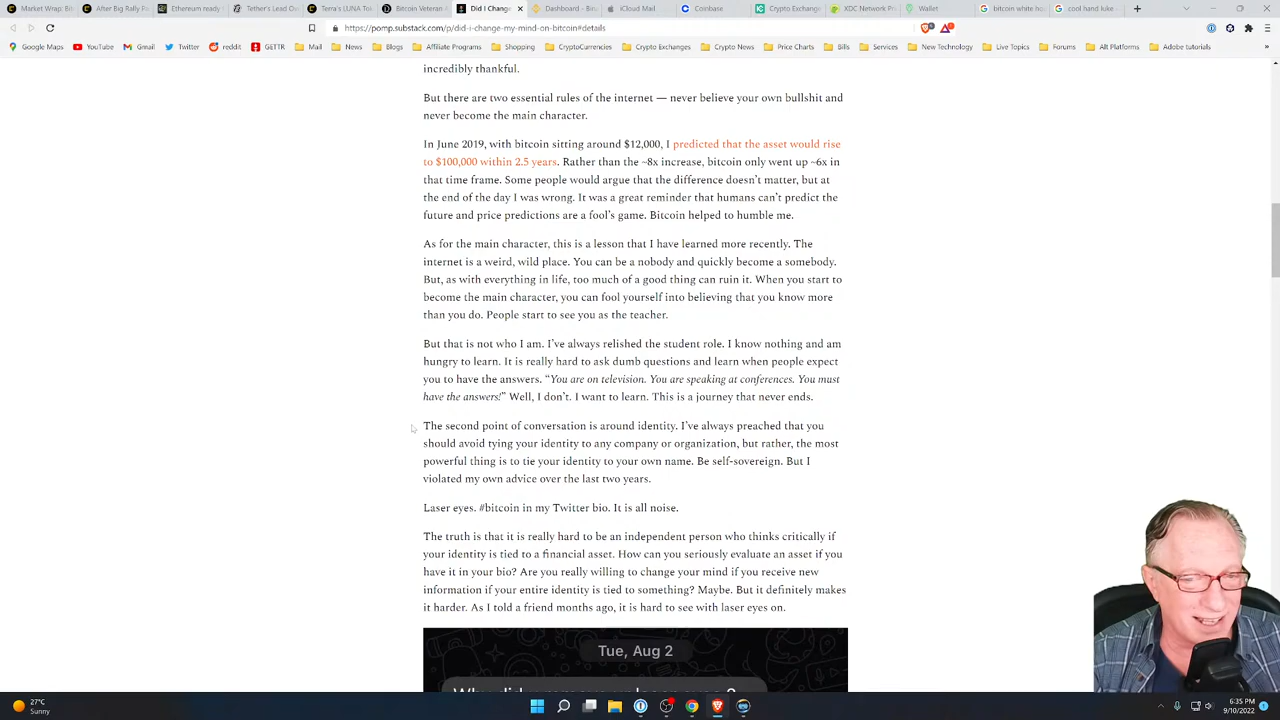 Market Wrap: Bitc
After Big Rally Pa
Ethereum ready f
Tether's Lead Ow
Terra's LUNA Tok
Bitcoin Veteran A
Did I Change
Dashboard - Brai
iCloud Mail
Coinbase
Crypto Exchange
XDC Network Pri
Wallet
bitcoin white ho
cool hand luke -
https://pomp.substack.com/p/did-i-change-my-mind-on-bitcoin#details
Google Maps
YouTube
Gmail
Twitter
reddit
GETTR
Mail
News
Blogs
Affiliate Programs
Shopping
CryptoCurrencies
Crypto Exchanges
Crypto News
Price Charts
Bills
Services
New Technology
Live Topics
Forums
Alt Platforms
Adobe tutorials
incredibly thankful.
But there are two essential rules of the internet — never believe your own bullshit and
never become the main character.
In June 2019, with bitcoin sitting around $12,000, I predicted that the asset would rise
to $100,000 within 2.5 years. Rather than the ~8x increase, bitcoin only went up ~6x in
that time frame. Some people would argue that the difference doesn't matter, but at
the end of the day I was wrong. It was a great reminder that humans can't predict the
future and price predictions are a fool's game. Bitcoin helped to humble me.
As for the main character, this is a lesson that I have learned more recently. The
internet is a weird, wild place. You can be a nobody and quickly become a somebody.
But, as with everything in life, too much of a good thing can ruin it. When you start to
become the main character, you can fool yourself into believing that you know more
than you do. People start to see you as the teacher.
But that is not who I am. I've always relished the student role. I know nothing and am
hungry to learn. It is really hard to ask dumb questions and learn when people expect
you to have the answers. “You are on television. You are speaking at conferences. You must
have the answers!” Well, I don't. I want to learn. This is a journey that never ends.
The second point of conversation is around identity. I've always preached that you
should avoid tying your identity to any company or organization, but rather, the most
powerful thing is to tie your identity to your own name. Be self-sovereign. But I
violated my own advice over the last two years.
Laser eyes. #bitcoin in my Twitter bio. It is all noise.
The truth is that it is really hard to be an independent person who thinks critically if
your identity is tied to a financial asset. How can you seriously evaluate an asset if you
have it in your bio? Are you really willing to change your mind if you receive new
information if your entire identity is tied to something? Maybe. But it definitely makes
it harder. As I told a friend months ago, it is hard to see with laser eyes on.
Tue, Aug 2
27°C
Sunny
6:35 PM
9/10/2022